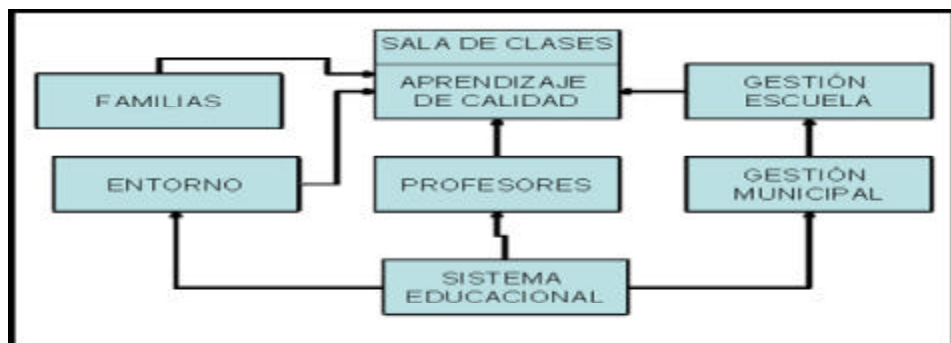 SALA DE CLASES
APRENDIZAJE
DE CALIDAD
FAMILIAS
GESTIÓN
ESCUELA
ENTORNO
PROFESORES
GESTIÓN
MUNICIPAL
SISTEMA
EDUCACIONAL